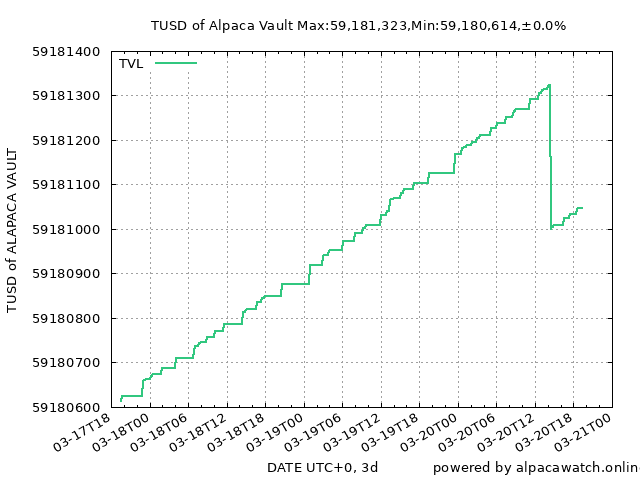 TUSD of Alpaca Vault Max:59,181,323,Min:59,180,614,±0.0%
TVL
59181400
59181300
59181200
59181100
59181000
59180900
59180800
59180700
59180600
TUSD of ALAPACA VAULT
03-17T18
03-18T00
03-18T06
03-18T12
03-18T18
03-19T00
03-19T06
03-19T12
03-19T18
03-20T00
03-20T06
03-20T12
03-20T18
03-21T00
DATE UTC+0, 3d
powered by alpacawatch.onlin